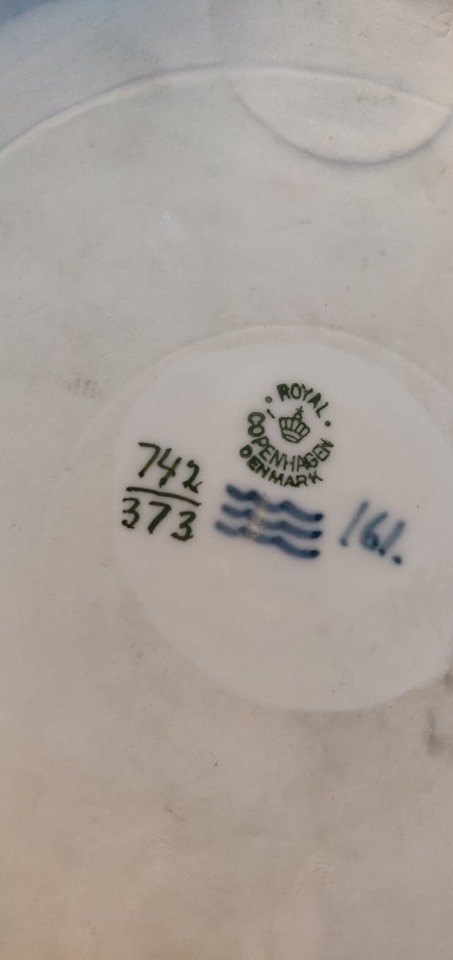 ROYAL
COPENHAGEN
DENMARK
742
373
161.